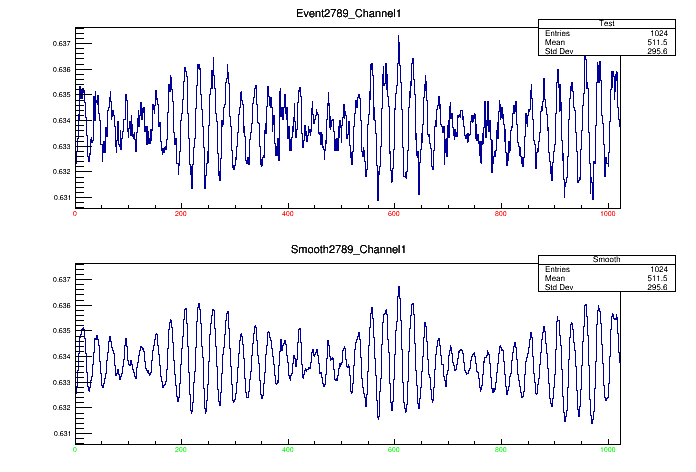 Event2789_Channel1
Test
Entries 1024
Mean 511.5
Std Dev 295.6
0.637
0.636
0.635
0.634
0.633
0.632
0.631
0 200 400 600 800 1000
Smooth2789_Channel1
Smooth
Entries 1024
Mean 511.5
Std Dev 295.6
0.637
0.636
0.635
0.634
0.633
0.632
0.631
0 200 400 600 800 1000